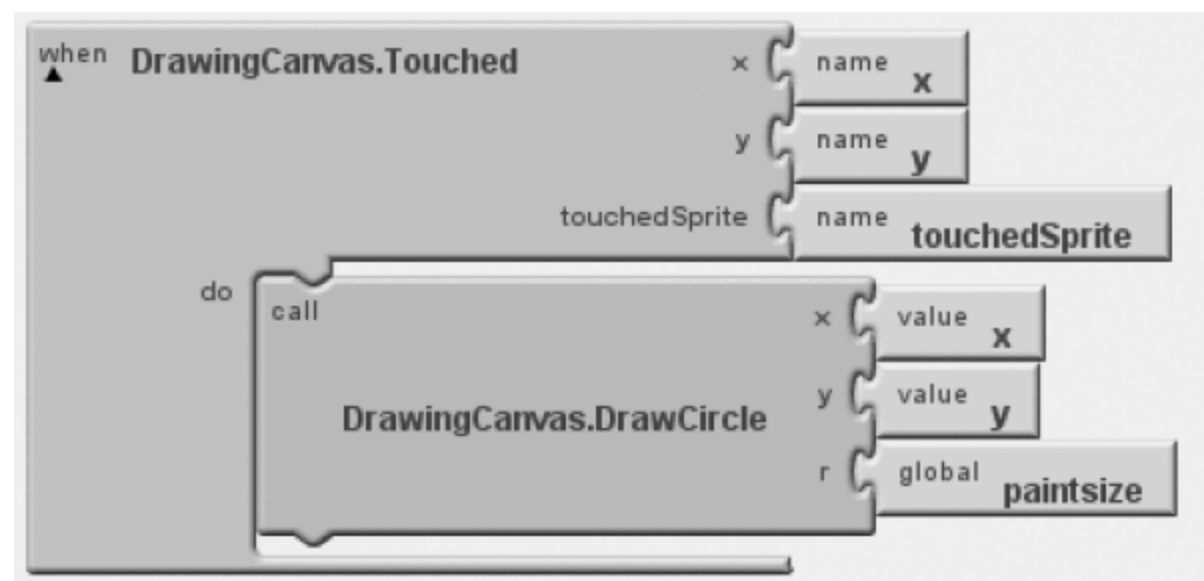 when DrawingCanvas.Touched x name x
y name y
touchedSprite name touchedSprite
do
call x value x
DrawingCanvas.DrawCircle y value y
r global paintsize